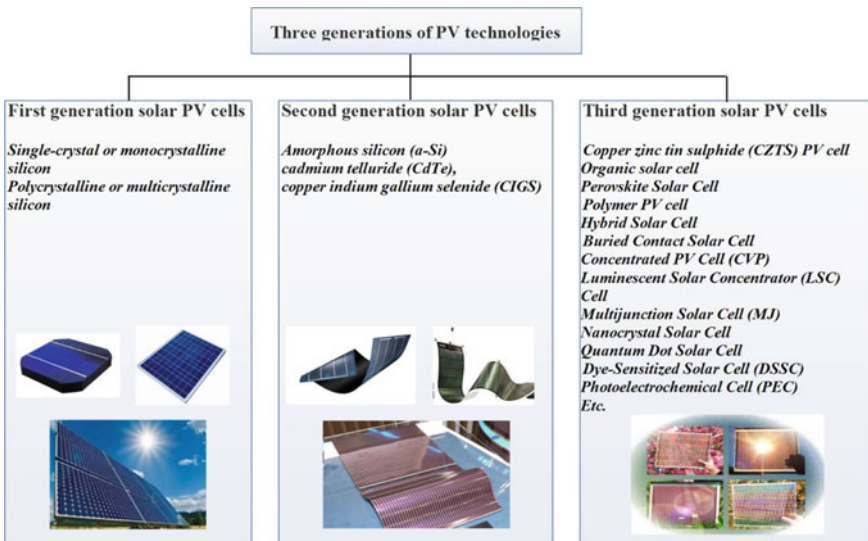 Three generations of PV technologies
First generation solar PV cells
Single-crystal or monocrystalline
silicon
Polycrystalline or multicrystalline
silicon
Second generation solar PV cells
Amorphous silicon (a-Si)
cadmium telluride (CdTe),
copper indium gallium selenide (CIGS)
Third generation solar PV cells
Copper zinc tin sulphide (CZTS) PV cell
Organic solar cell
Perovskite Solar Cell
Polymer PV cell
Hybrid Solar Cell
Buried Contact Solar Cell
Concentrated PV Cell (CVP)
Luminescent Solar Concentrator (LSC)
Cell
Multijunction Solar Cell (MJ)
Nanocrystal Solar Cell
Quantum Dot Solar Cell
Dye-Sensitized Solar Cell (DSSC)
Photoelectrochemical Cell (PEC)
Etc.